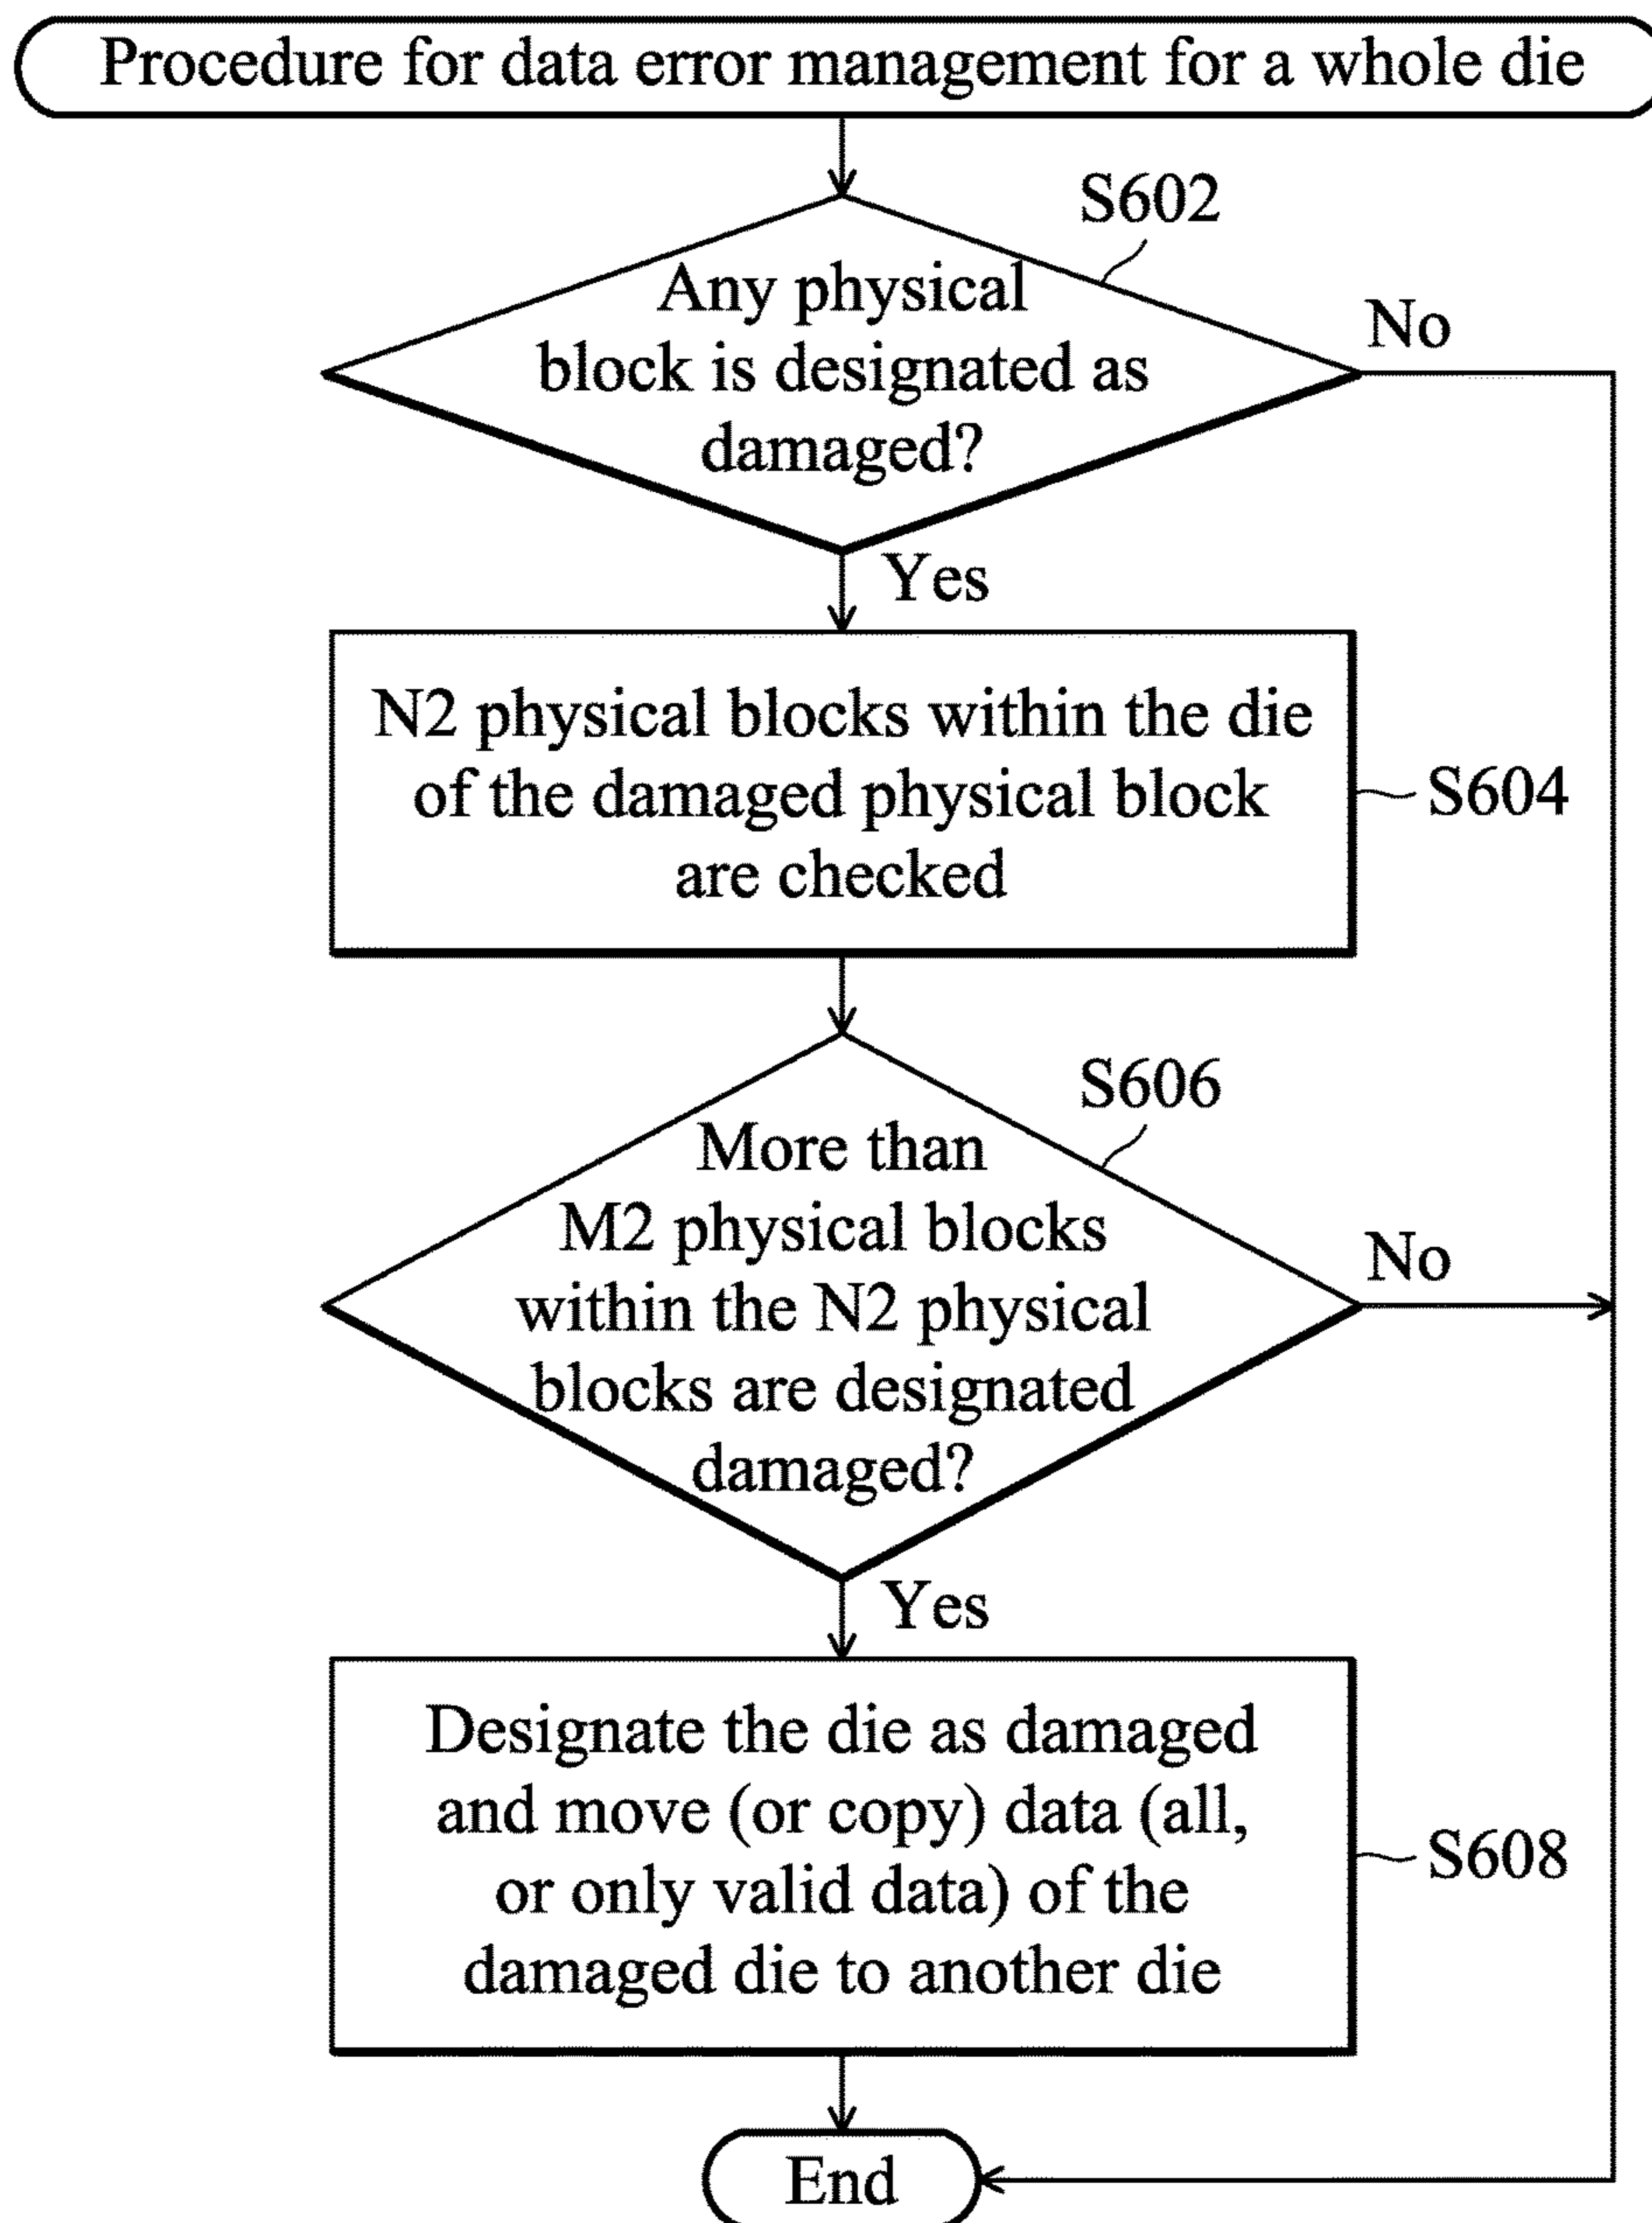 Procedure for data error management for a whole die
S602
Any physical
block is designated as
damaged?
No
Yes
N2 physical blocks within the die
of the damaged physical block
are checked
S604
S606
More than
M2 physical blocks
within the N2 physical
blocks are designated
damaged?
No
Yes
Designate the die as damaged
and move (or copy) data (all,
or only valid data) of the
damaged die to another die
S608
End